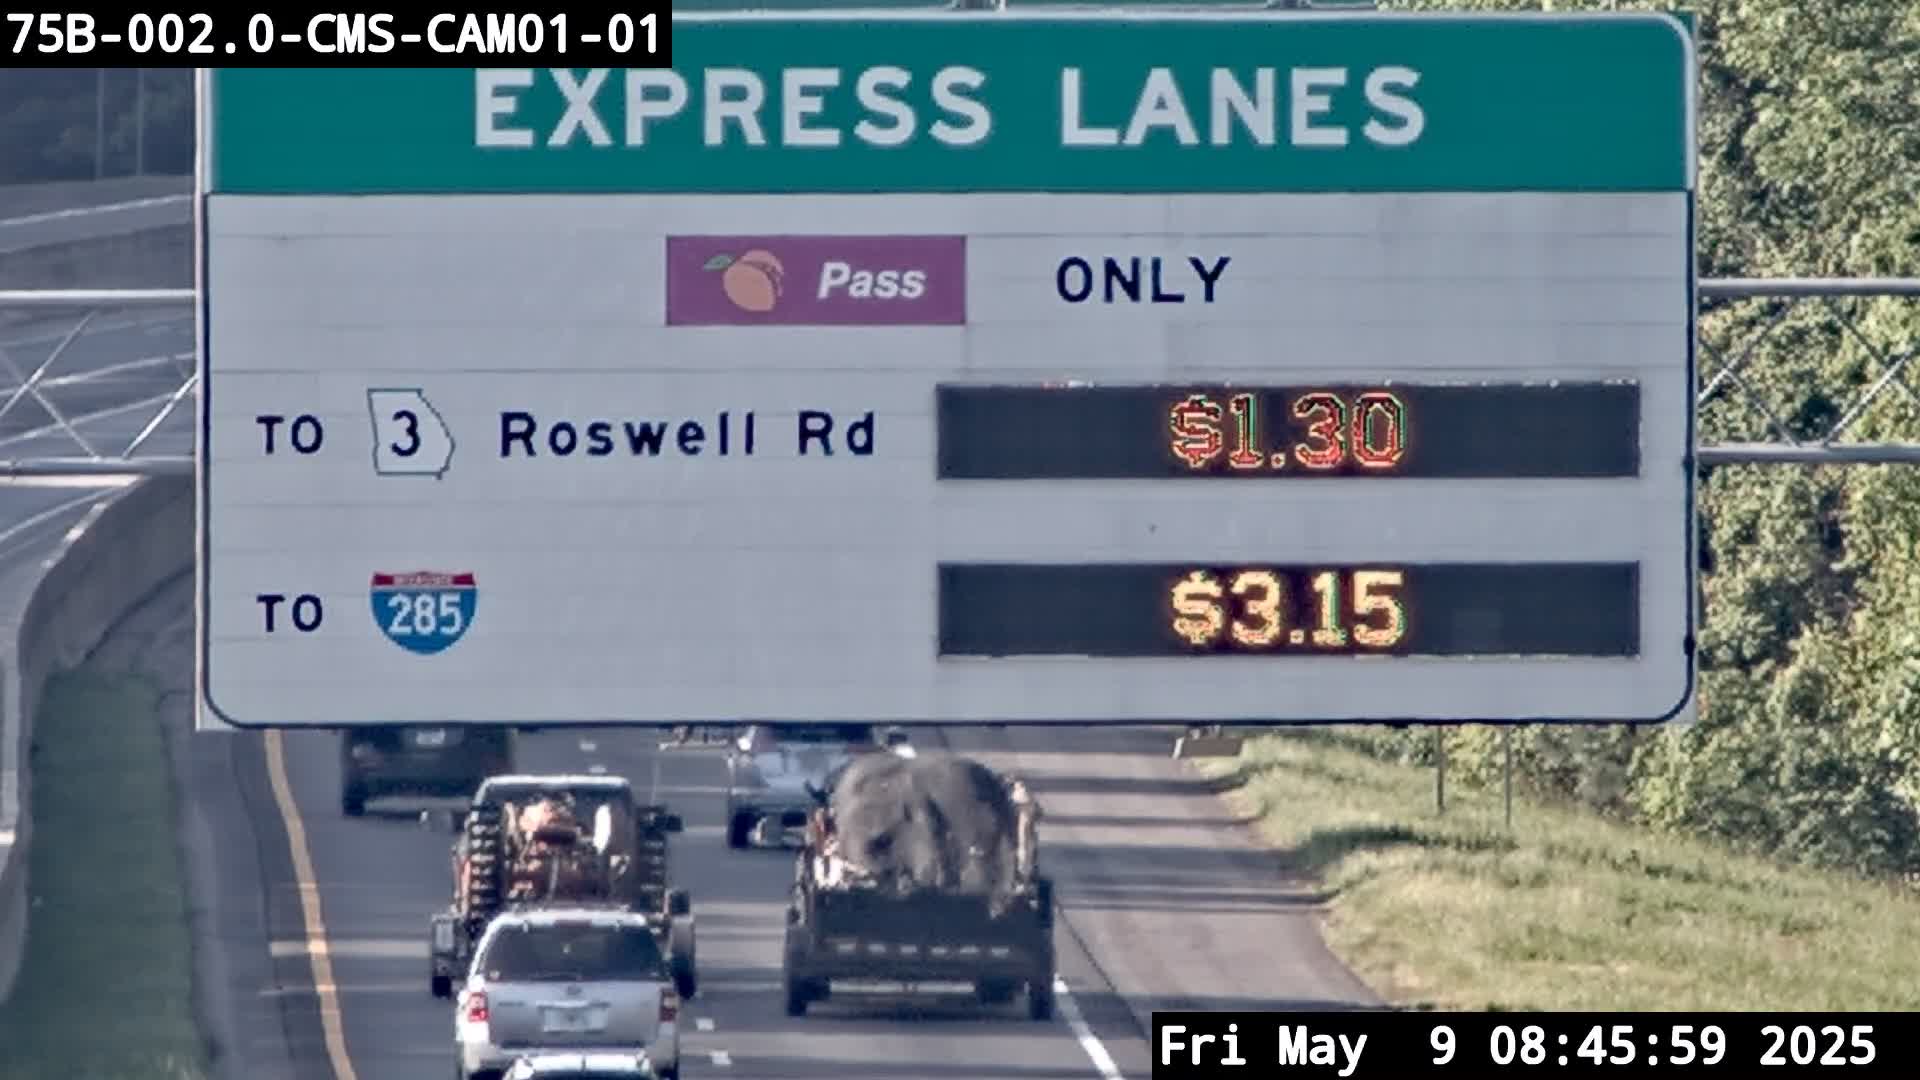 75B-002.0-CMS-CAM01-01
EXPRESS LANES
Pass ONLY
TO 3 Roswell Rd $1.30
TO 285 $3.15
Fri May 9 08:45:59 2025